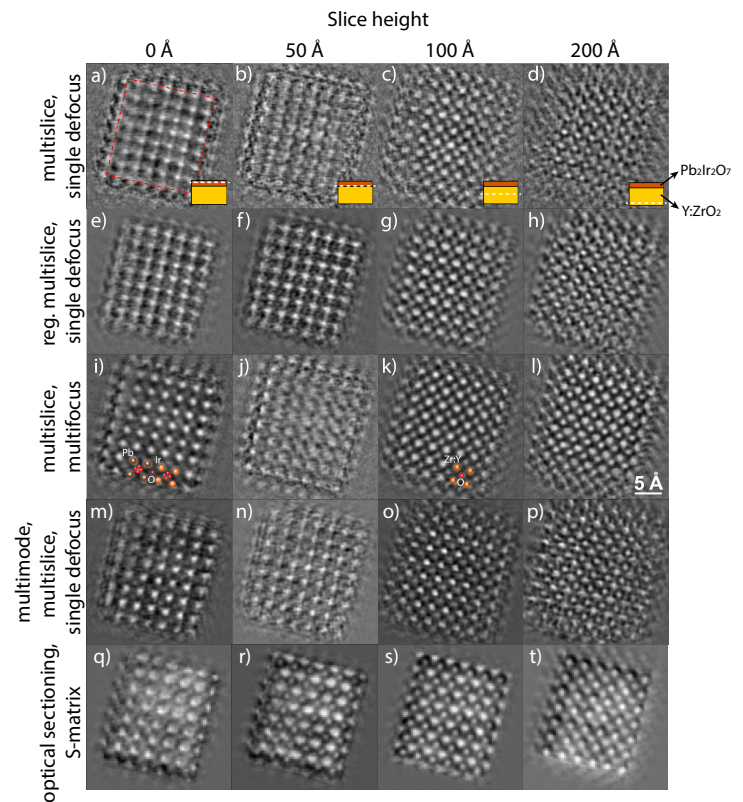 Slice height
0 Å 50 Å 100 Å 200 Å
multislice,
single defocus
a) b) c) d)
Pb₂Ir₂O₇
Y:ZrO₂
reg. multislice,
single defocus
e) f) g) h)
multislice,
multifocus
i) j) k) l)
Pb Ir
O
Zr:Y
O
5 Å
multimode,
multislice,
single defocus
m) n) o) p)
optical sectioning,
S-matrix
q) r) s) t)